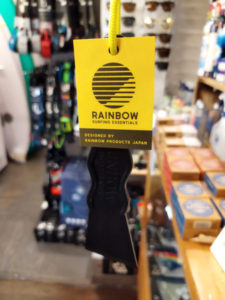 RAINBOW
SURFING ESSENTIALS
DESIGNED BY
RAINBOW PRODUCTS JAPAN